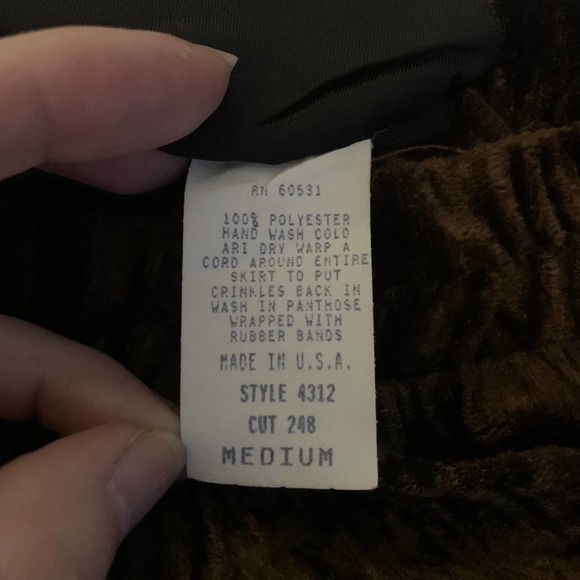 RN 60531
100% POLYESTER
HAND WASH COLD
ARI DRY WARP A
CORD AROUND ENTIRE
SKIRT TO PUT
CRINKLES BACK IN
WASH IN PANTHOSE
WRAPPED WITH
RUBBER BANDS
MADE IN U.S.A.
STYLE 4312
CUT 248
MEDIUM